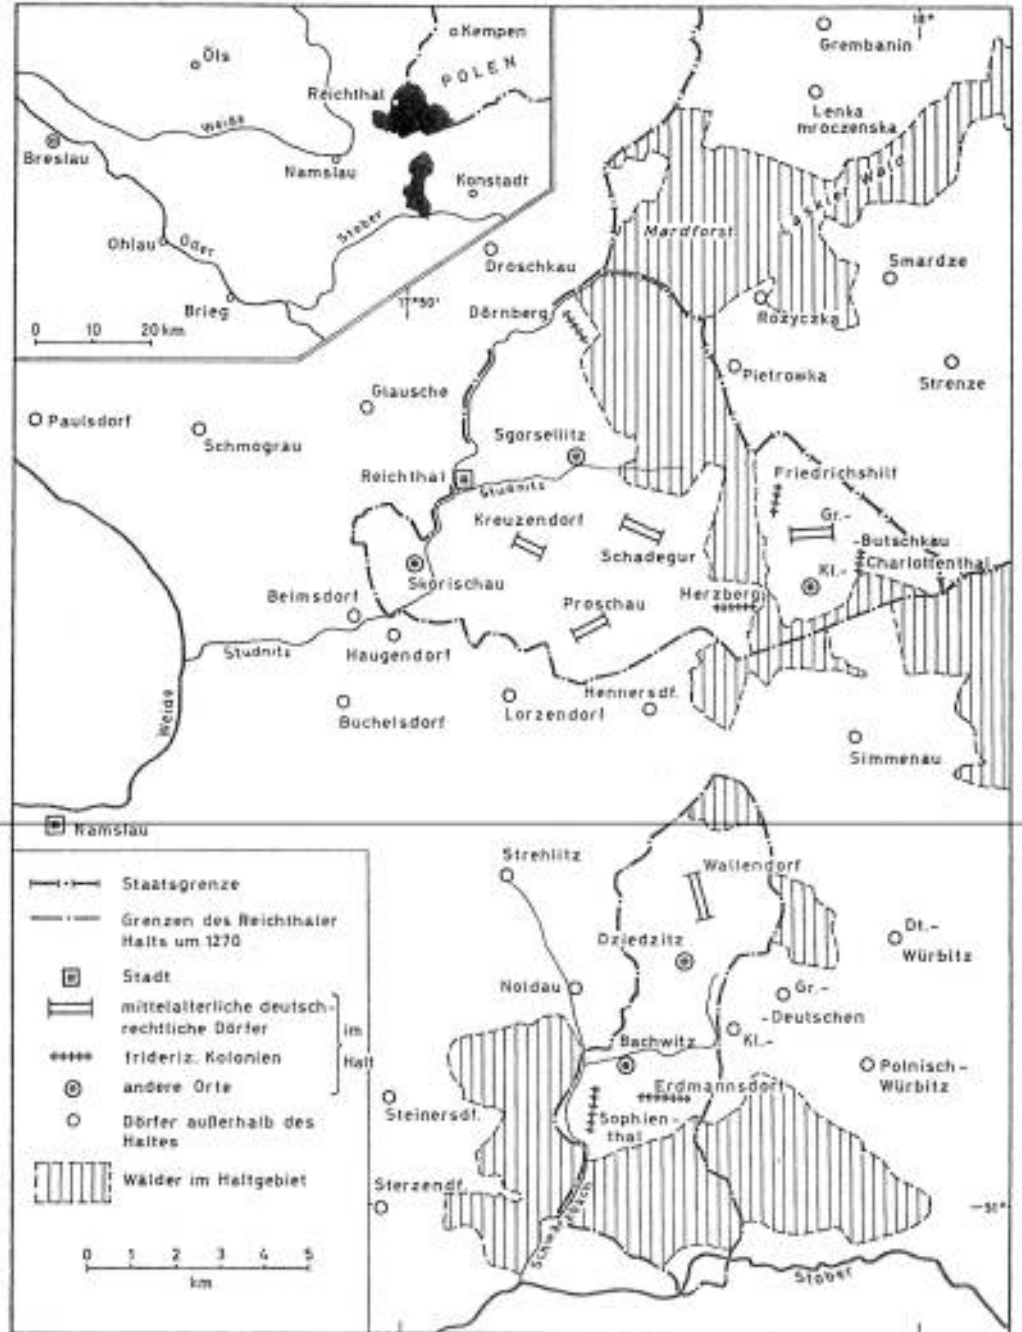 Öls
Kempen
POLEN
Reichthal
Weide
Breslau
Namslau
Konstadt
Stober
Ohlau
Oder
Brieg
0 10 20 km
17°50'
18°
Grembanin
Lenka
mroczenska
Wald
Mardforst
Droschkau
Smardze
Dörnberg
Rozyczka
Pietrowka
Strenze
Glausche
Paulsdorf
Schmograu
Sgorsellitz
Reichthal
Studnitz
Friedrichshilf
Kreuzendorf
Gr.-
Schadegur
-Butschkau
Charlottenthal
Kl.-
Skorischau
Beimsdorf
Herzberg
Proschau
Studnitz
Haugendorf
Hennersdf.
Buchelsdorf
Lorzendorf
Weide
Simmenau
Namslau
Strehlitz
Wallendorf
Dt.-
Würbitz
Dziedzitz
Noldau
Gr.-
-Deutschen
Kl.-
Bachwitz
Polnisch-
Würbitz
Erdmannsdorf
Steinersdf.
Sophien-
thal
Sterzendf.
51°
Stober
Staatsgrenze
Grenzen des Reichthaler
Halts um 1270
Stadt
mittelalterliche deutsch-
rechtliche Dörfer
frideriz. Kolonien
andere Orte
im
Halt
Dörfer außerhalb des
Haltes
Wälder im Haltgebiet
0 1 2 3 4 5
km